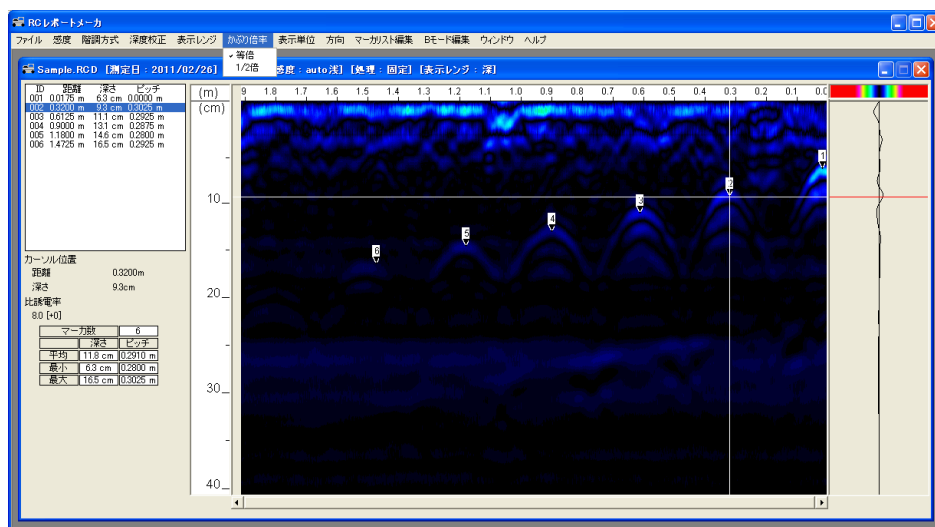 RCレポートメーカ
ファイル 感度 階調方式 深度校正 表示レンジ かぶり倍率 表示単位 方向 マーカリスト編集 Bモード編集 ウィンドウ ヘルプ
✓ 等倍
1/2倍
Sample.RCD [測定日：2011/02/26] 感度：auto浅] [処理：固定] [表示レンジ：深]
ID 距離 深さ ピッチ
001 0.0175 m 6.3 cm 0.0000 m
002 0.3200 m 9.3 cm 0.3025 m
003 0.6125 m 11.1 cm 0.2925 m
004 0.9000 m 13.1 cm 0.2875 m
005 1.1800 m 14.6 cm 0.2800 m
006 1.4725 m 16.5 cm 0.2925 m
(m) 9 1.8 1.7 1.6 1.5 1.4 1.3 1.2 1.1 1.0 0.9 0.8 0.7 0.6 0.5 0.4 0.3 0.2 0.1 0.0
(cm)
1
2
3
4
5
6
10
20
30
40
カーソル位置
距離 0.3200m
深さ 9.3cm
比誘電率
8.0 [+0]
マーカ数 6
深さ ピッチ
平均 11.8 cm 0.2910 m
最小 6.3 cm 0.2800 m
最大 16.5 cm 0.3025 m